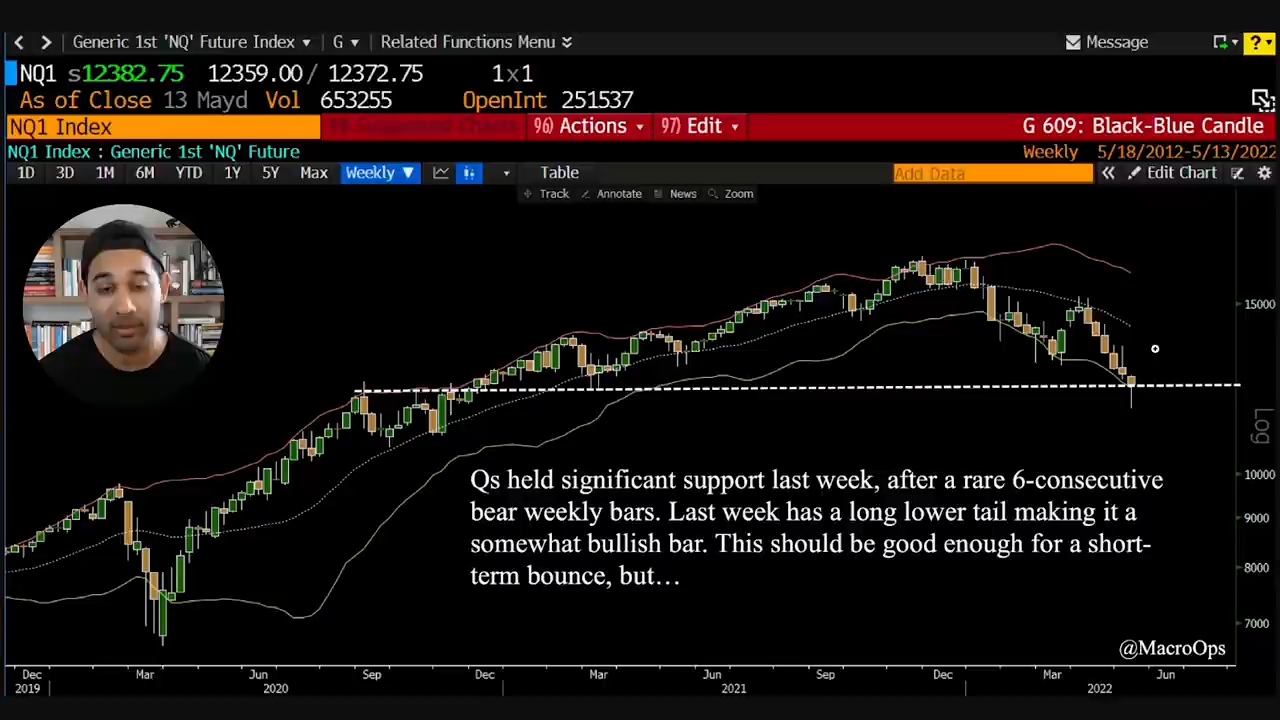 Generic 1st 'NQ' Future Index G Related Functions Menu Message ?
NQ1 s12382.75 12359.00 / 12372.75 1x1
As of Close 13 Mayd Vol 653255 OpenInt 251537
NQ1 Index 96) Actions 97) Edit G 609: Black-Blue Candle
NQ1 Index : Generic 1st 'NQ' Future Weekly 5/18/2012-5/13/2022
1D 3D 1M 6M YTD 1Y 5Y Max Weekly Table Add Data Edit Chart
Track Annotate News Zoom
15000
Log
10000
9000
8000
7000
Qs held significant support last week, after a rare 6-consecutive
bear weekly bars. Last week has a long lower tail making it a
somewhat bullish bar. This should be good enough for a short-
term bounce, but…
@MacroOps
Dec Mar Jun Sep Dec Mar Jun Sep Dec Mar Jun
2019 2020 2021 2022